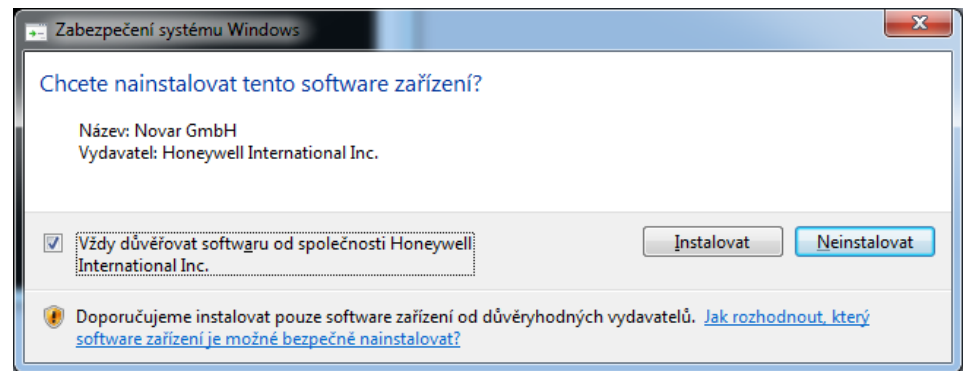 Zabezpečení systému Windows
Chcete nainstalovat tento software zařízení?
Název: Novar GmbH
Vydavatel: Honeywell International Inc.
Vždy důvěřovat softwaru od společnosti Honeywell
International Inc.
Instalovat
Neinstalovat
Doporučujeme instalovat pouze software zařízení od důvěryhodných vydavatelů. Jak rozhodnout, který
software zařízení je možné bezpečně nainstalovat?